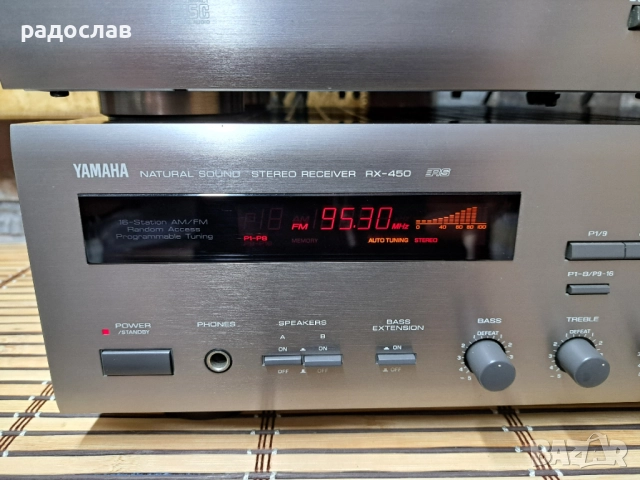 радослав
YAMAHA NATURAL SOUND STEREO RECEIVER RX-450 RS
16-Station AM/FM
Random Access
Programmable Tuning
P18 AM
FM 95.30 MHz
P1-P8 MEMORY AUTO TUNING STEREO
0 40 60 80 100
P1/9
P1-8/P9-16
POWER
/STANDBY
PHONES
SPEAKERS
A B
ON ON
OFF OFF
BASS
EXTENSION
ON
OFF
BASS
DEFEAT
TREBLE
DEFEAT
BAZAR